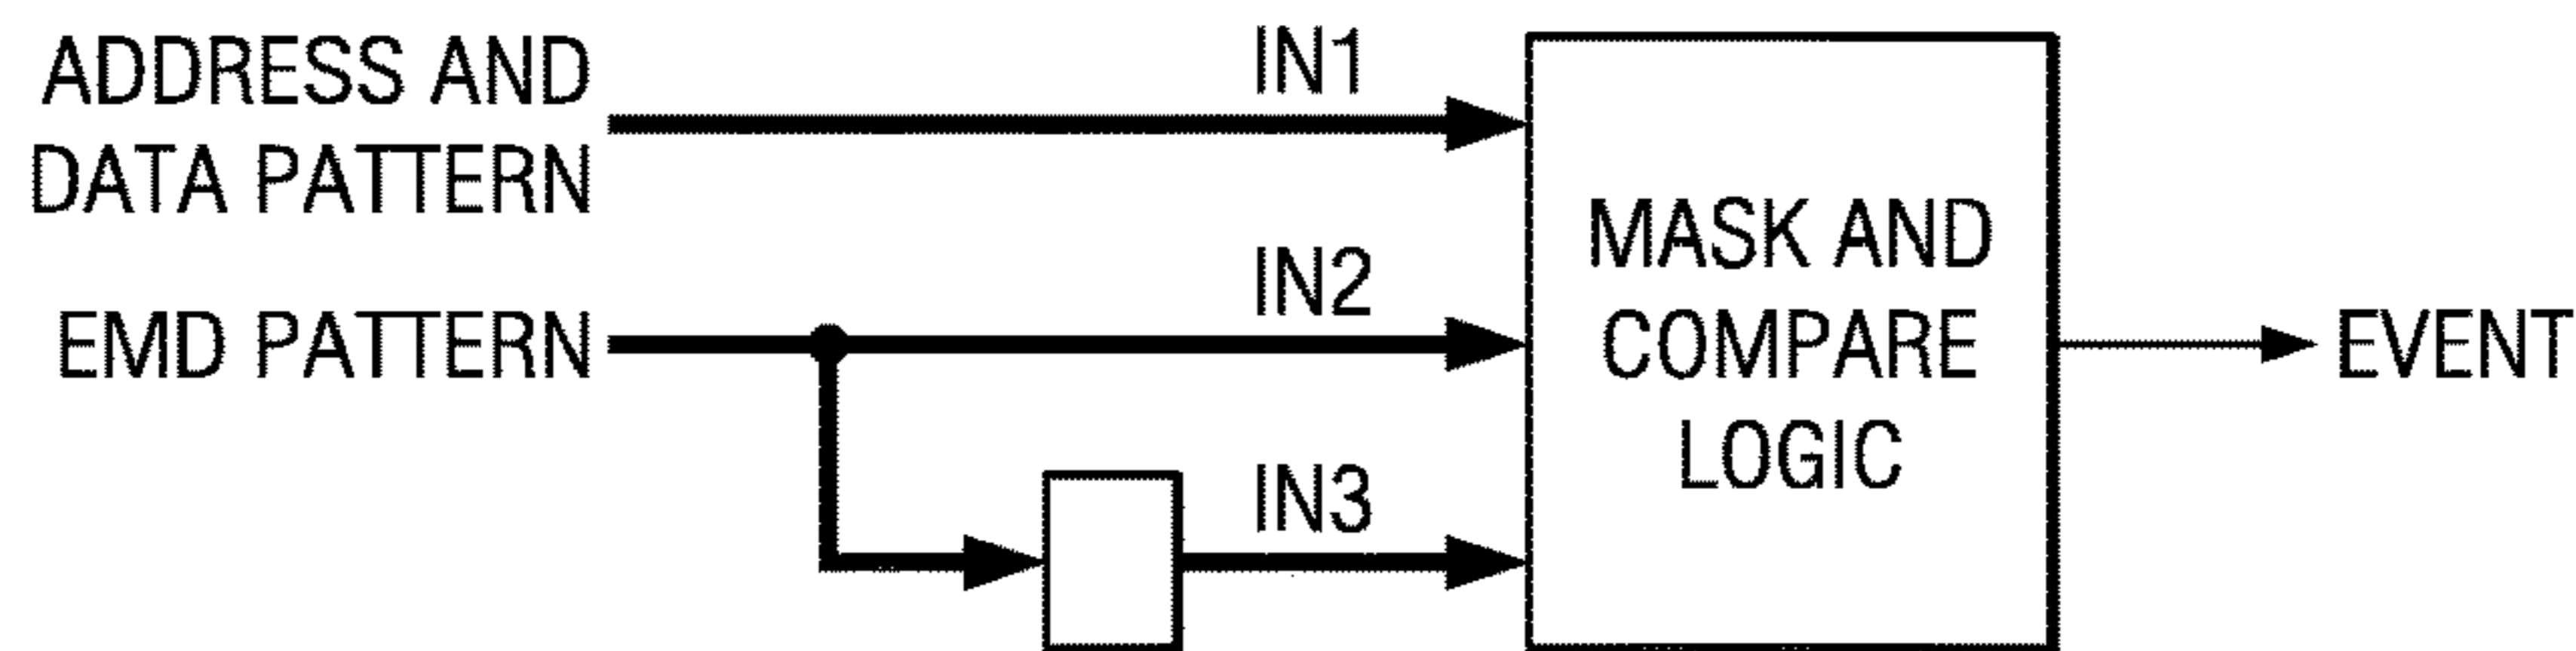 ADDRESS AND
DATA PATTERN
IN1
EMD PATTERN
IN2
IN3
MASK AND
COMPARE
LOGIC
EVENT